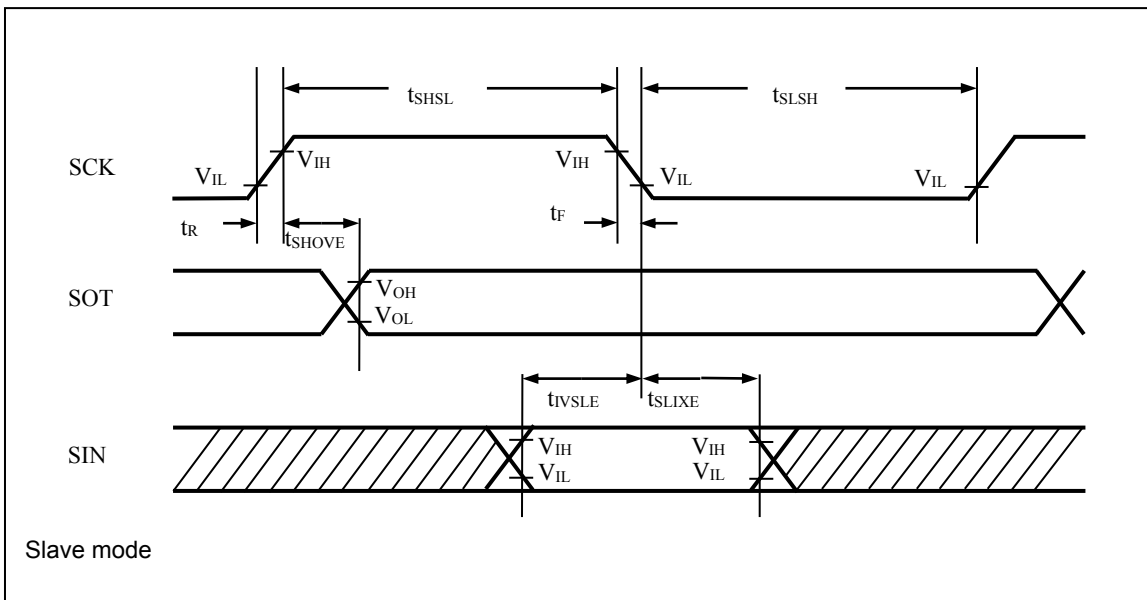 tSHSL tSLSH
SCK VIL VIH VIH VIL VIL
tR tSHOVE tF
SOT VOH
VOL
tIVSLE tSLIXE
SIN VIH VIH
VIL VIL
Slave mode